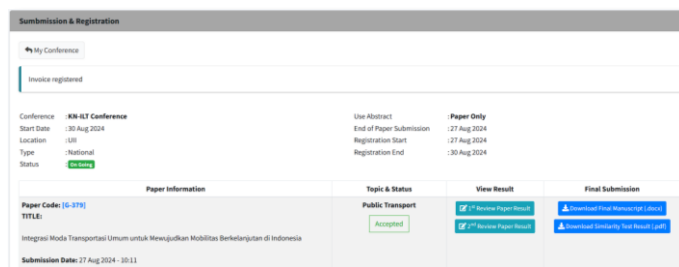 Sumbmission & Registration
My Conference
Invoice registered
Conference : KN-ILT Conference Use Abstract : Paper Only
Start Date : 30 Aug 2024 End of Paper Submission : 27 Aug 2024
Location : UII Registration Start : 27 Aug 2024
Type : National Registration End : 30 Aug 2024
Status : On Going
Paper Information Topic & Status View Result Final Submission
Paper Code: [G-379] Public Transport 1st Review Paper Result Download Final Manuscript (.docx)
TITLE: Accepted 2nd Review Paper Result Download Similarity Test Result (.pdf)
Integrasi Moda Transportasi Umum untuk Mewujudkan Mobilitas Berkelanjutan di Indonesia
Submission Date: 27 Aug 2024 - 10:11